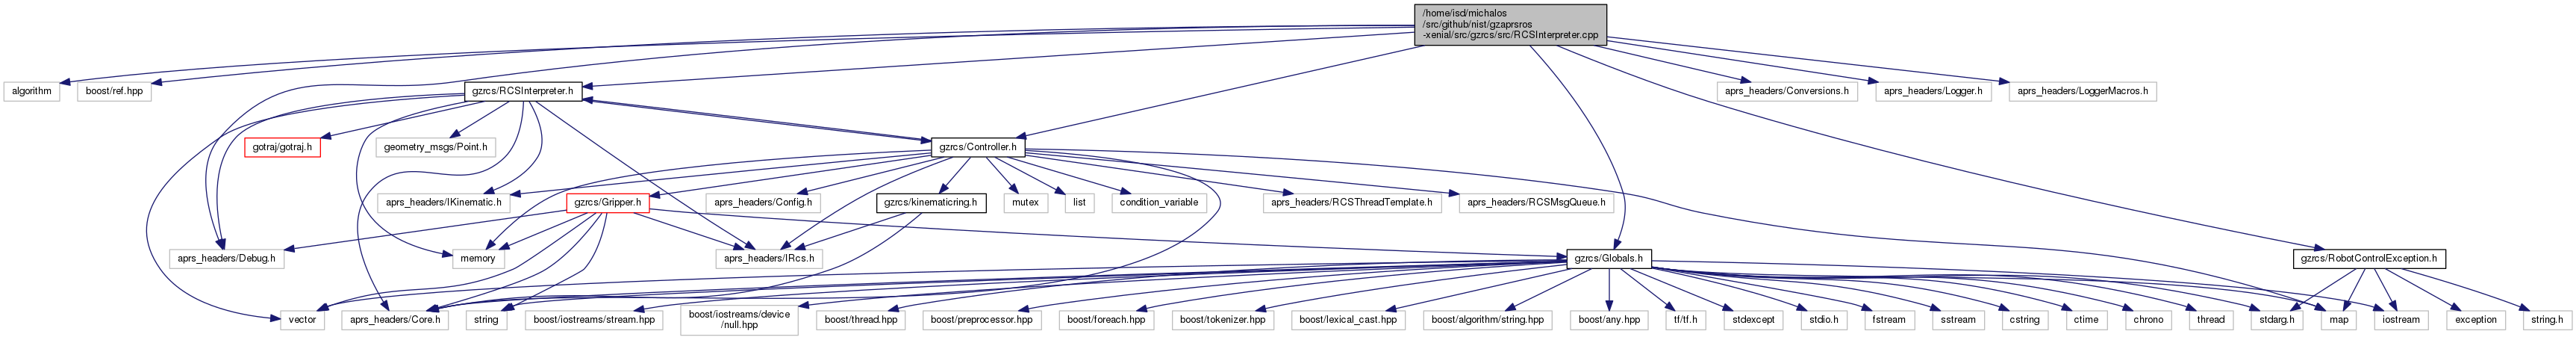 /home/isd/michalos
/src/github/nist/gzaprsros
-xenial/src/gzrcs/src/RCSInterpreter.cpp
algorithm
boost/ref.hpp
gzrcs/RCSInterpreter.h
aprs_headers/Conversions.h
aprs_headers/Logger.h
aprs_headers/LoggerMacros.h
gotraj/gotraj.h
geometry_msgs/Point.h
gzrcs/Controller.h
aprs_headers/IKinematic.h
gzrcs/Gripper.h
aprs_headers/Config.h
gzrcs/kinematicring.h
mutex
list
condition_variable
aprs_headers/RCSThreadTemplate.h
aprs_headers/RCSMsgQueue.h
aprs_headers/Debug.h
memory
aprs_headers/IRcs.h
gzrcs/Globals.h
gzrcs/RobotControlException.h
vector
aprs_headers/Core.h
string
boost/iostreams/stream.hpp
boost/iostreams/device
/null.hpp
boost/thread.hpp
boost/preprocessor.hpp
boost/foreach.hpp
boost/tokenizer.hpp
boost/lexical_cast.hpp
boost/algorithm/string.hpp
boost/any.hpp
tf/tf.h
stdexcept
stdio.h
fstream
sstream
cstring
ctime
chrono
thread
stdarg.h
map
iostream
exception
string.h